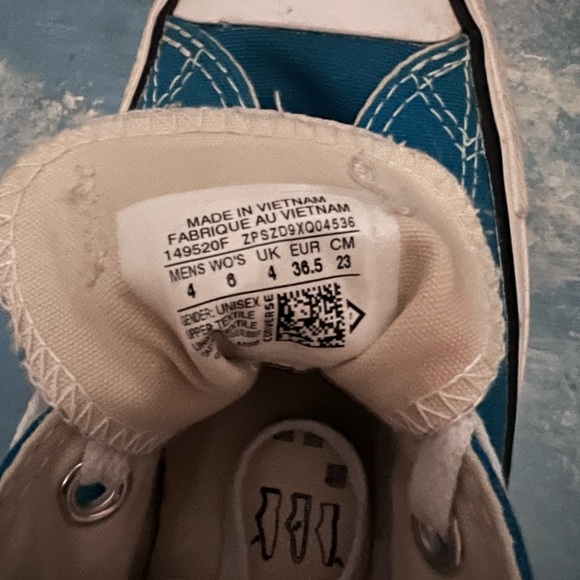 MADE IN VIETNAM
FABRIQUE AU VIETNAM
149520F ZPSZD9XQ04536
MENS WO'S UK EUR CM
4 6 4 36.5 23
GENDER: UNISEX
UPPER: TEXTILE
CONVERSE